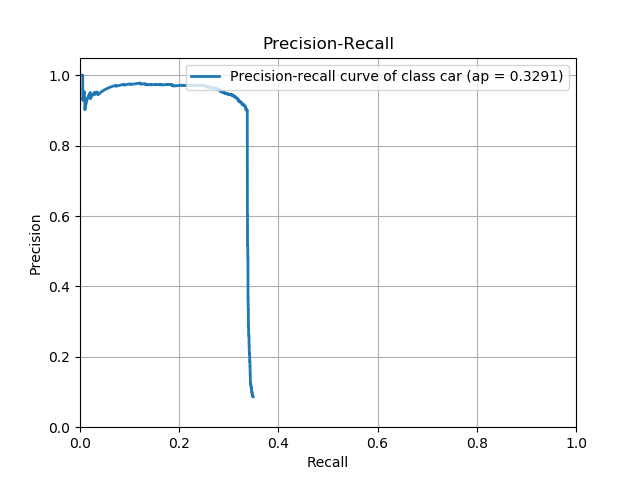 Precision-Recall
Precision-recall curve of class car (ap = 0.3291)
1.0
0.8
0.6
0.4
0.2
0.0
Precision
0.0 0.2 0.4 0.6 0.8 1.0
Recall